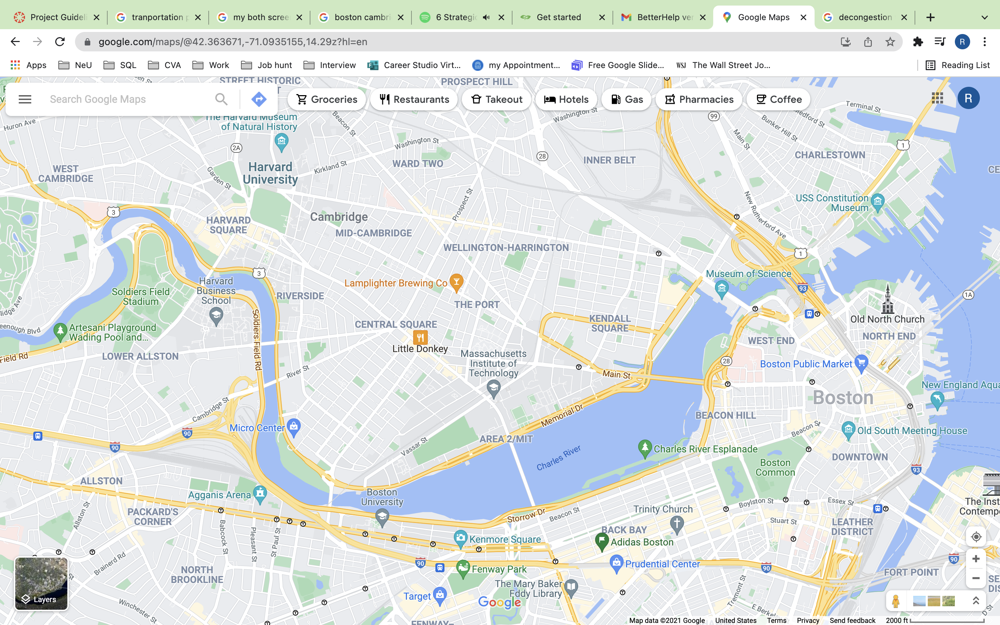 Project Guideli
tranportation p
my both scree
boston cambri
6 Strategic
Get started
BetterHelp ver
Google Maps
decongestion
google.com/maps/@42.363671,-71.0935155,14.29z?hl=en
R
Apps
NeU
SQL
CVA
Work
Job hunt
Interview
Career Studio Virt...
my Appointment...
Free Google Slide...
WSJ
The Wall Street Jo...
Reading List
STREET HISTORIC
PROSPECT HILL
Search Google Maps
Groceries
Restaurants
Takeout
Hotels
Gas
Pharmacies
Coffee
R
Huron Ave
The Harvard Museum
of Natural History
Beacon St
Washington St
Washington St
99
Medford St
Terminal St
Bunker Hill St
Main St
1
2A
28
WARD TWO
INNER BELT
CHARLESTOWN
CE
WEST
CAMBRIDGE
Harvard
University
Kirkland St
Garden St
Prospect St
USS Constitution
Museum
New Rutherford Ave
3
HARVARD
SQUARE
Cambridge
MID-CAMBRIDGE
WELLINGTON-HARRINGTON
1
3
Museum of Science
93
1A
Harvard
Business
School
Soldiers Field
Stadium
Lamplighter Brewing Co
RIVERSIDE
THE PORT
KENDALL
SQUARE
Old North Church
NORTH END
WEST END
CENTRAL SQUARE
Little Donkey
Artesani Playground
Wading Pool and...
eenough Blvd
lidge Ave
Field Rd
Soldiers Field Rd
LOWER ALLSTON
Massachusetts
Institute of
Technology
28
Boston Public Market
River St
Main St
New England Aqua
Boston
Cambridge St
Memorial Dr
BEACON HILL
Beacon St
Old South Meeting House
Micro Center
90
90
AREA 2/MIT
Vassar St
Charles River
Charles River Esplanade
Boston
Common
DOWNTOWN
93
ALLSTON
Agganis Arena
Boston
University
Allston St
PACKARD'S
CORNER
Babcock St
Pleasant St
St Paul St
Storrow Dr
Beacon St
Trinity Church
Boylston St
Essex St
Stuart St
LEATHER
DISTRICT
The Inst
Contempo
BACK BAY
Adidas Boston
Kenmore Square
90
Fenway Park
Prudential Center
90
90
FORT POINT
Brainerd Rd
NORTH
BROOKLINE
The Mary Baker
Eddy Library
Target
Google
Tremont St
Layers
Winchester St
E Berkel
SE
DIS
D St
FENWAY–
Map data ©2021 Google
United States
Terms
Privacy
Send feedback
2000 ft